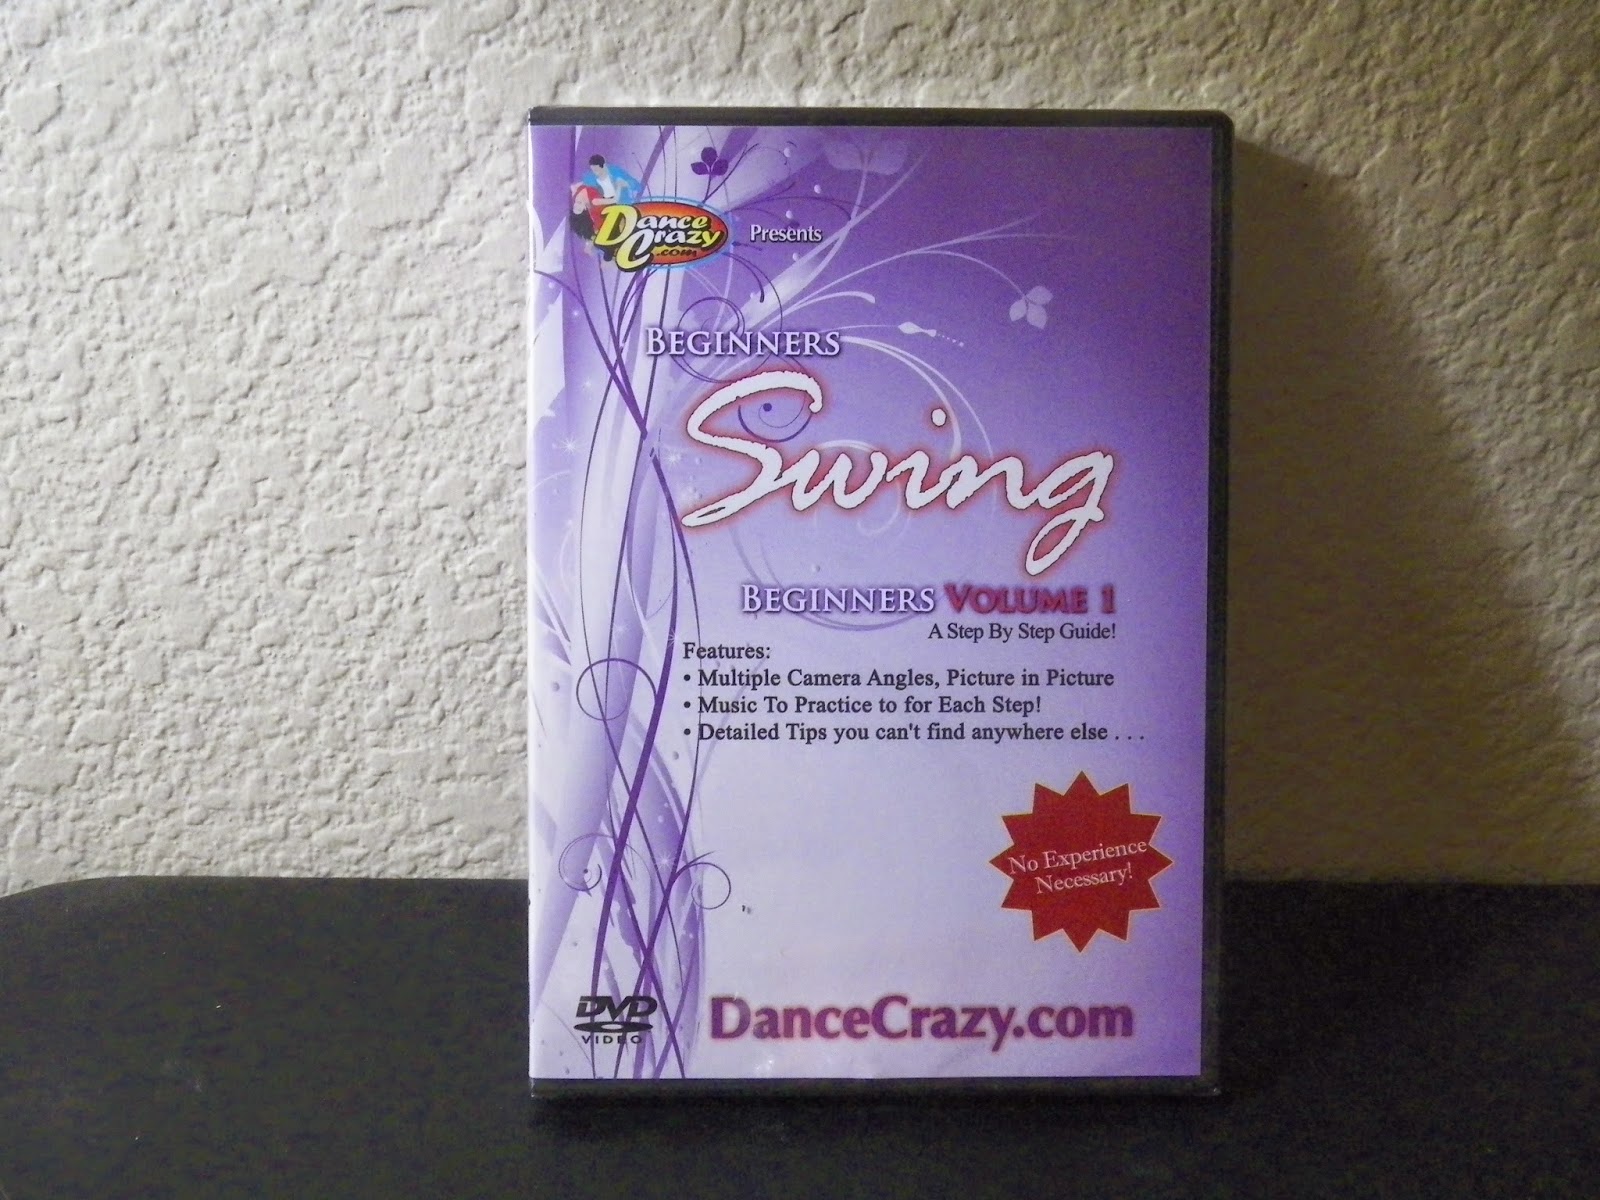 Dance
Crazy
.com
Presents
BEGINNERS
Swing
BEGINNERS VOLUME 1
A Step By Step Guide!
Features:
• Multiple Camera Angles, Picture in Picture
• Music To Practice to for Each Step!
• Detailed Tips you can't find anywhere else . . .
No Experience
Necessary!
DVD
VIDEO
DanceCrazy.com